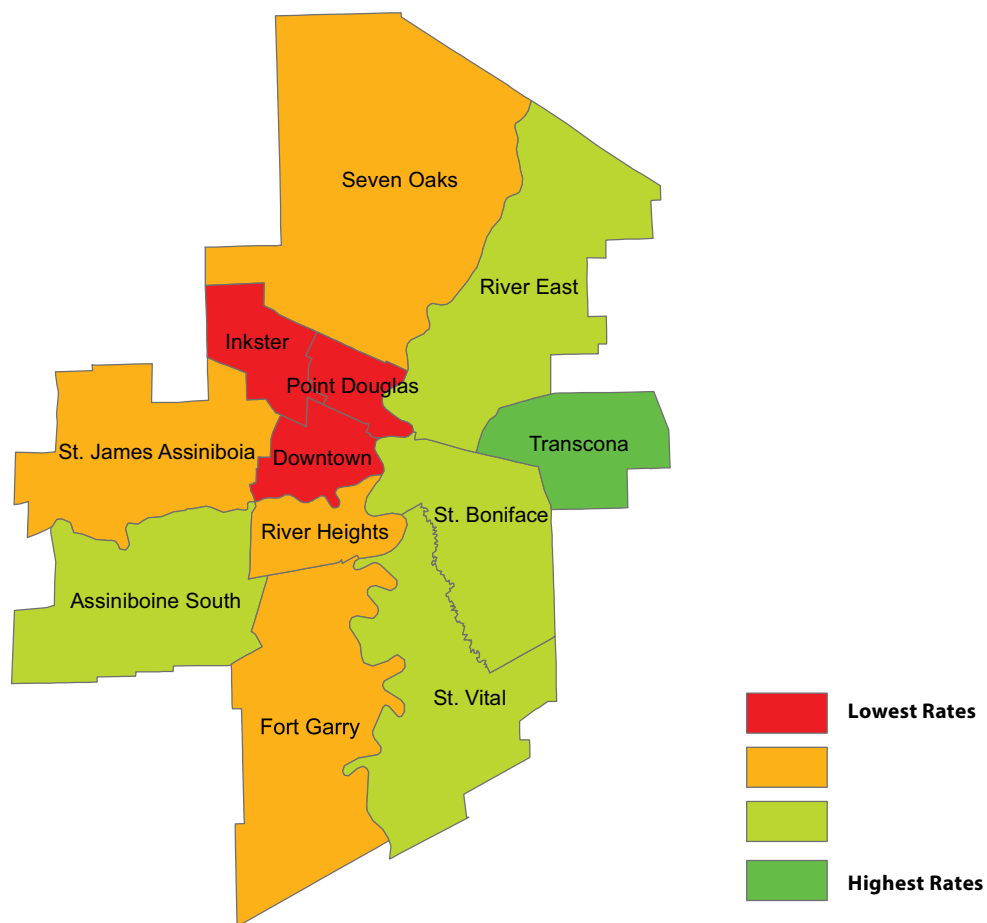 Seven Oaks
River East
Inkster
Point Douglas
Transcona
St. James Assiniboia
Downtown
St. Boniface
River Heights
Assiniboine South
St. Vital
Fort Garry
Lowest Rates
Highest Rates